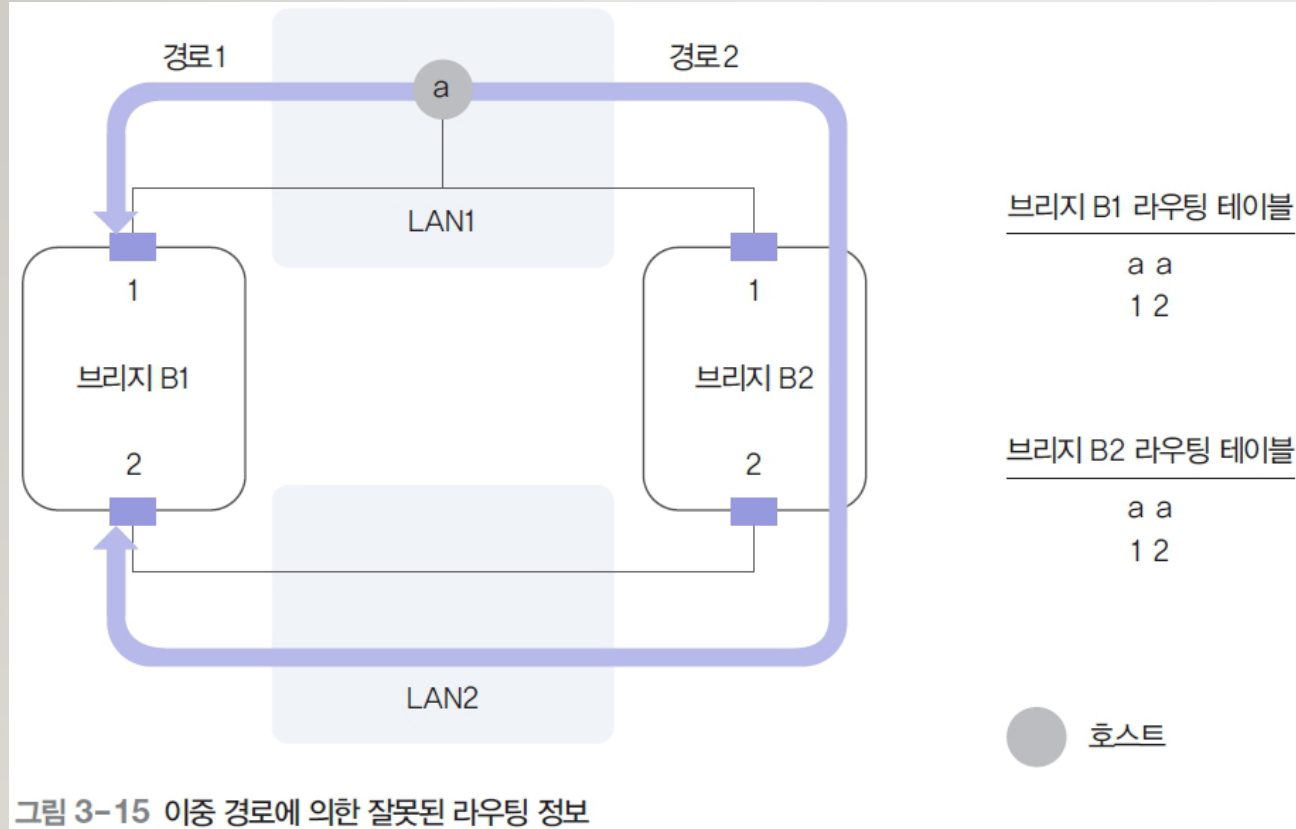 경로1
경로2
a
LAN1
1
브리지 B1
2
1
브리지 B2
2
LAN2
브리지 B1 라우팅 테이블
a a
1 2
브리지 B2 라우팅 테이블
a a
1 2
호스트
그림 3-15 이중 경로에 의한 잘못된 라우팅 정보